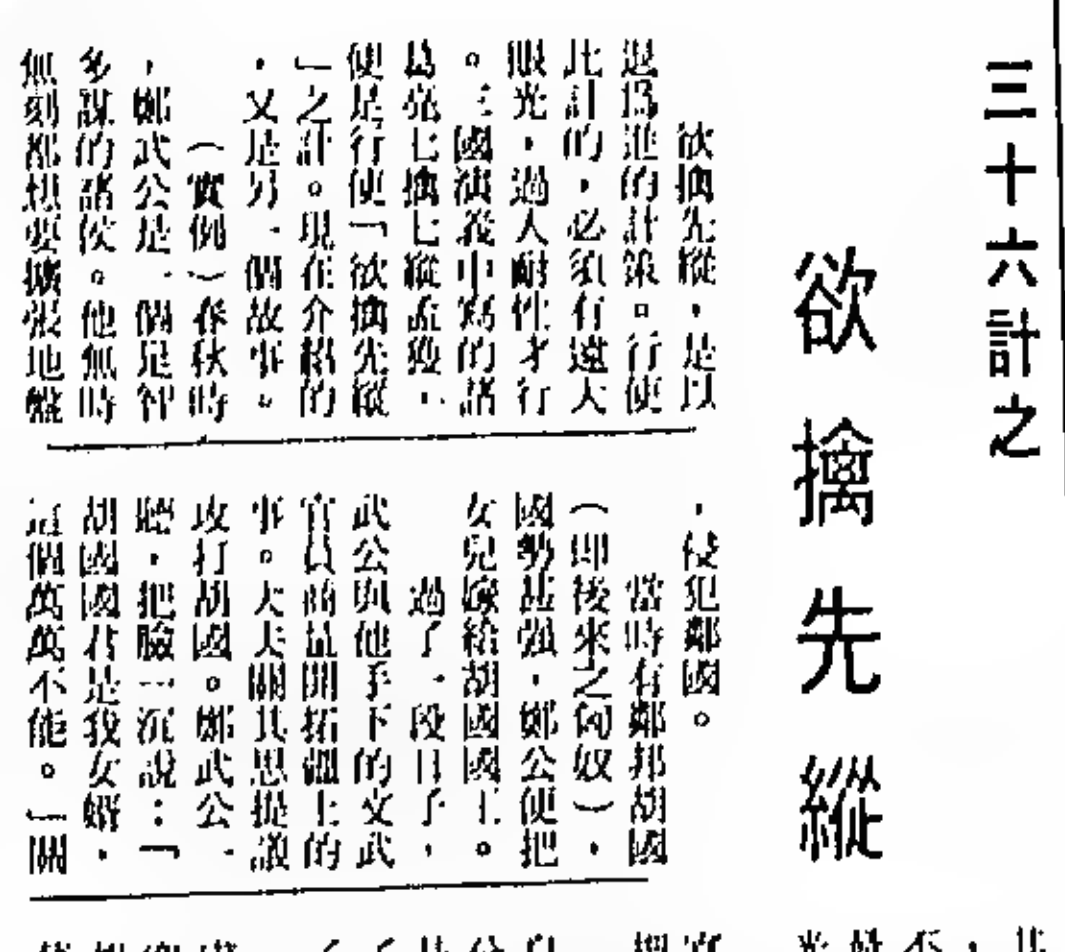 三十六計之
欲擒先縱
欲擒先縱，是以
退爲進的計策。行使
此計的，必須有遠大
眼光，過人耐性才行
。三國演義中寫的諸
葛亮七擒七縱孟獲，
便是行使「欲擒先縱
」之計。現在介紹的
，又是另一個故事。
（實例）春秋時
，鄭武公是一個足智
多謀的諸侯。他無時
無刻都想要擴張地盤
，侵犯鄰國。
當時有鄰邦胡國
（即後來之匈奴），
國勢甚強，鄭公便把
女兒嫁給胡國國王。
過了一段日子，
武公與他手下的文武
官員商量開拓疆土的
事。大夫關其思提議
攻打胡國。鄭武公一
聽，把臉一沉說：「
胡國國君是我女婿，
這個萬萬不能。」關